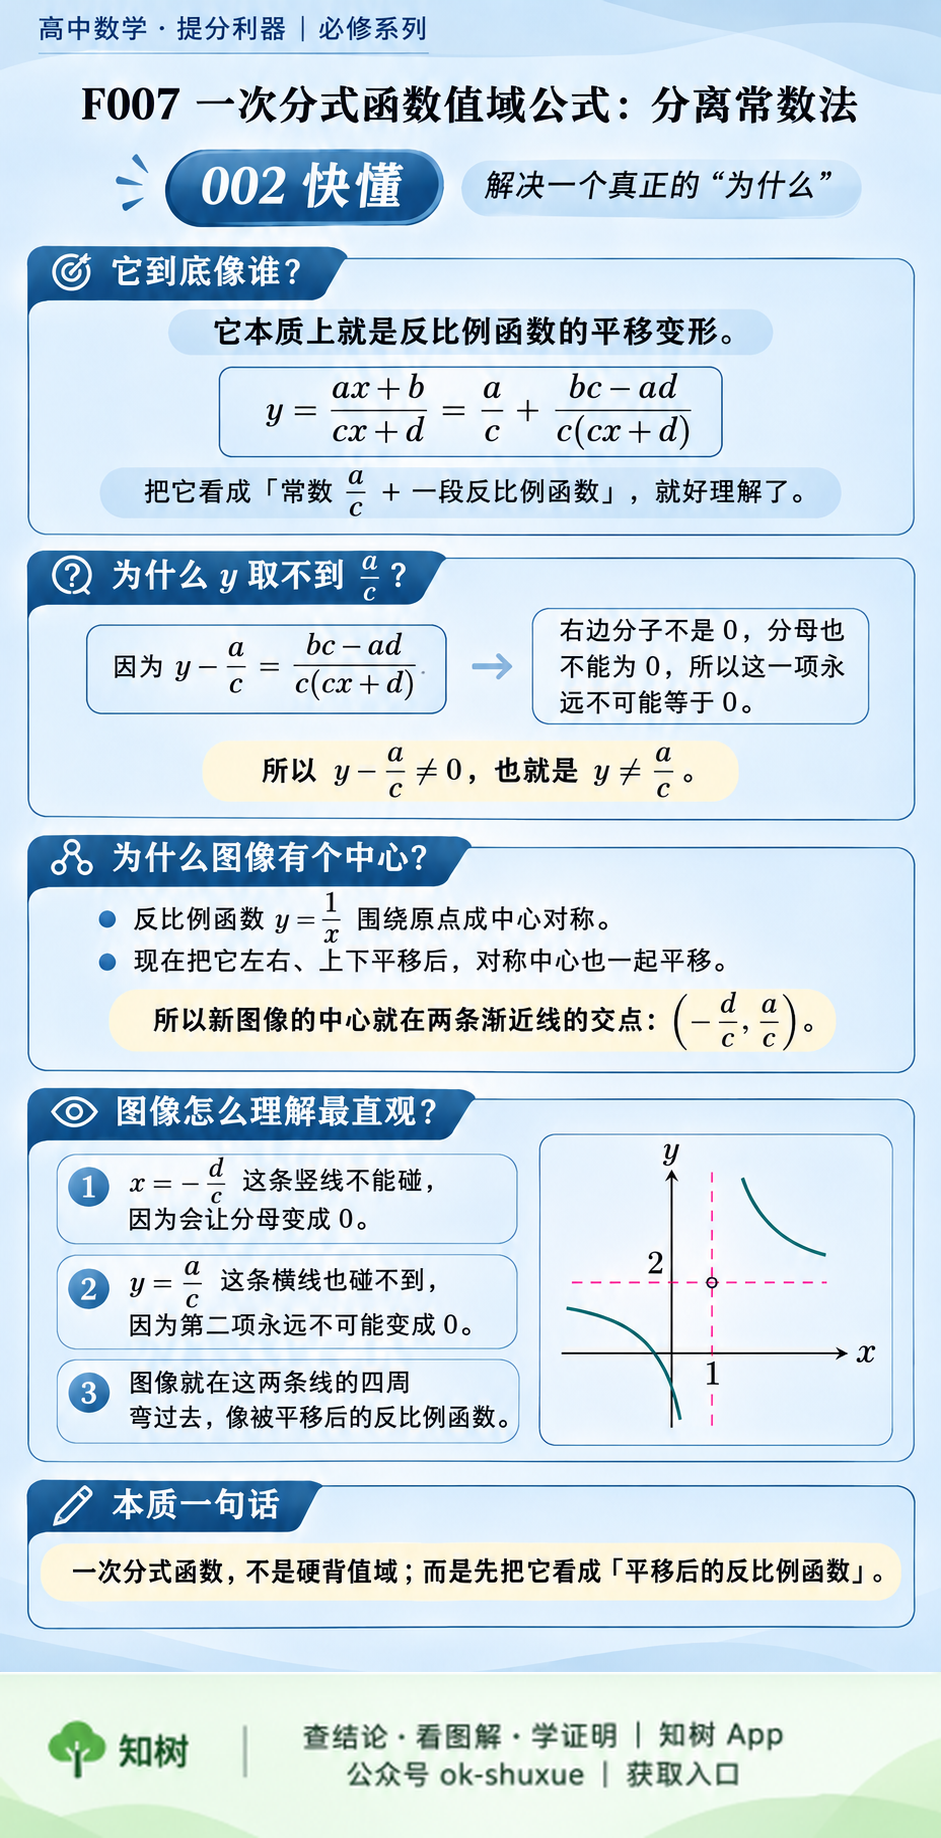 高中数学 · 提分利器 | 必修系列
F007 一次分式函数值域公式：分离常数法
002 快懂
解决一个真正的“为什么”
它到底像谁？
它本质上就是反比例函数的平移变形。
y = (ax + b)/(cx + d) = a/c + (bc − ad)/(c(cx + d))
把它看成「常数 a/c + 一段反比例函数」，就好理解了。
为什么 y 取不到 a/c ？
因为 y − a/c = (bc − ad)/(c(cx + d))
右边分子不是 0，分母也
不能为 0，所以这一项永
远不可能等于 0。
所以 y − a/c ≠ 0，也就是 y ≠ a/c 。
为什么图像有个中心？
反比例函数 y = 1/x 围绕原点成中心对称。
现在把它左右、上下平移后，对称中心也一起平移。
所以新图像的中心就在两条渐近线的交点：(−d/c, a/c)。
图像怎么理解最直观？
1
x = −d/c 这条竖线不能碰，
因为会让分母变成 0。
2
y = a/c 这条横线也碰不到，
因为第二项永远不可能变成 0。
3
图像就在这两条线的四周
弯过去，像被平移后的反比例函数。
y
2
x
1
本质一句话
一次分式函数，不是硬背值域；而是先把它看成「平移后的反比例函数」。
知树
查结论 · 看图解 · 学证明 | 知树 App
公众号 ok-shuxue | 获取入口